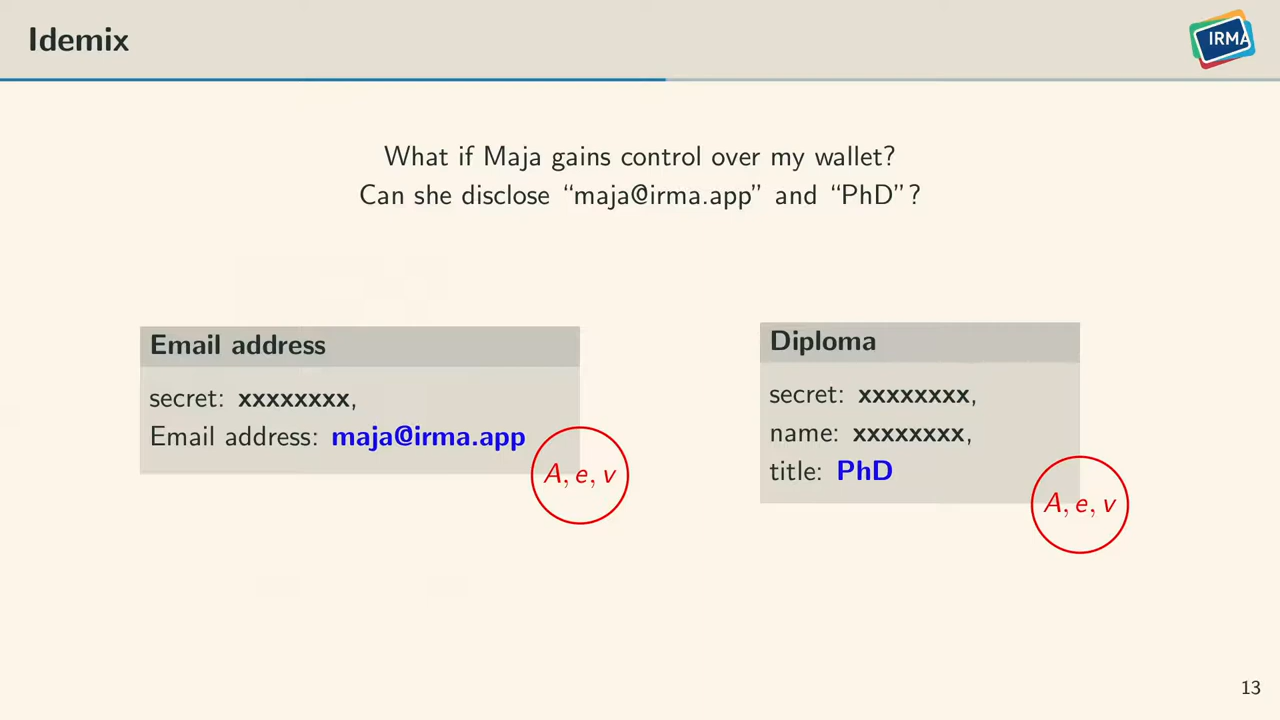 Idemix
IRMA
What if Maja gains control over my wallet?
Can she disclose “maja@irma.app” and “PhD”?
Email address
secret: xxxxxxxx,
Email address: maja@irma.app
A, e, v
Diploma
secret: xxxxxxxx,
name: xxxxxxxx,
title: PhD
A, e, v
13